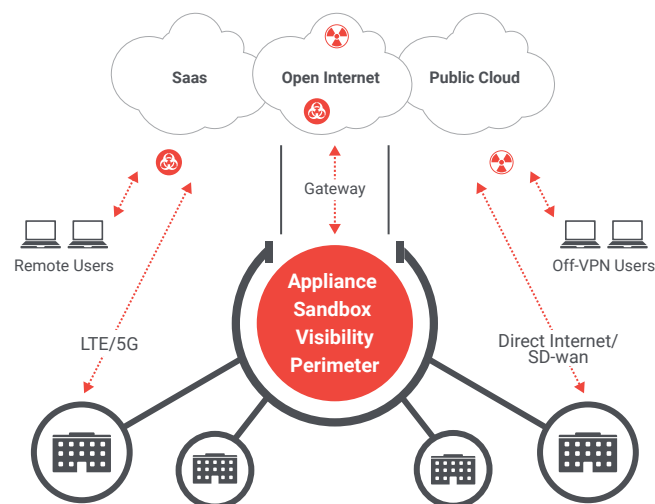 Saas
Open Internet
Public Cloud
Gateway
Remote Users
Off-VPN Users
Appliance
Sandbox
Visibility
Perimeter
LTE/5G
Direct Internet/
SD-wan